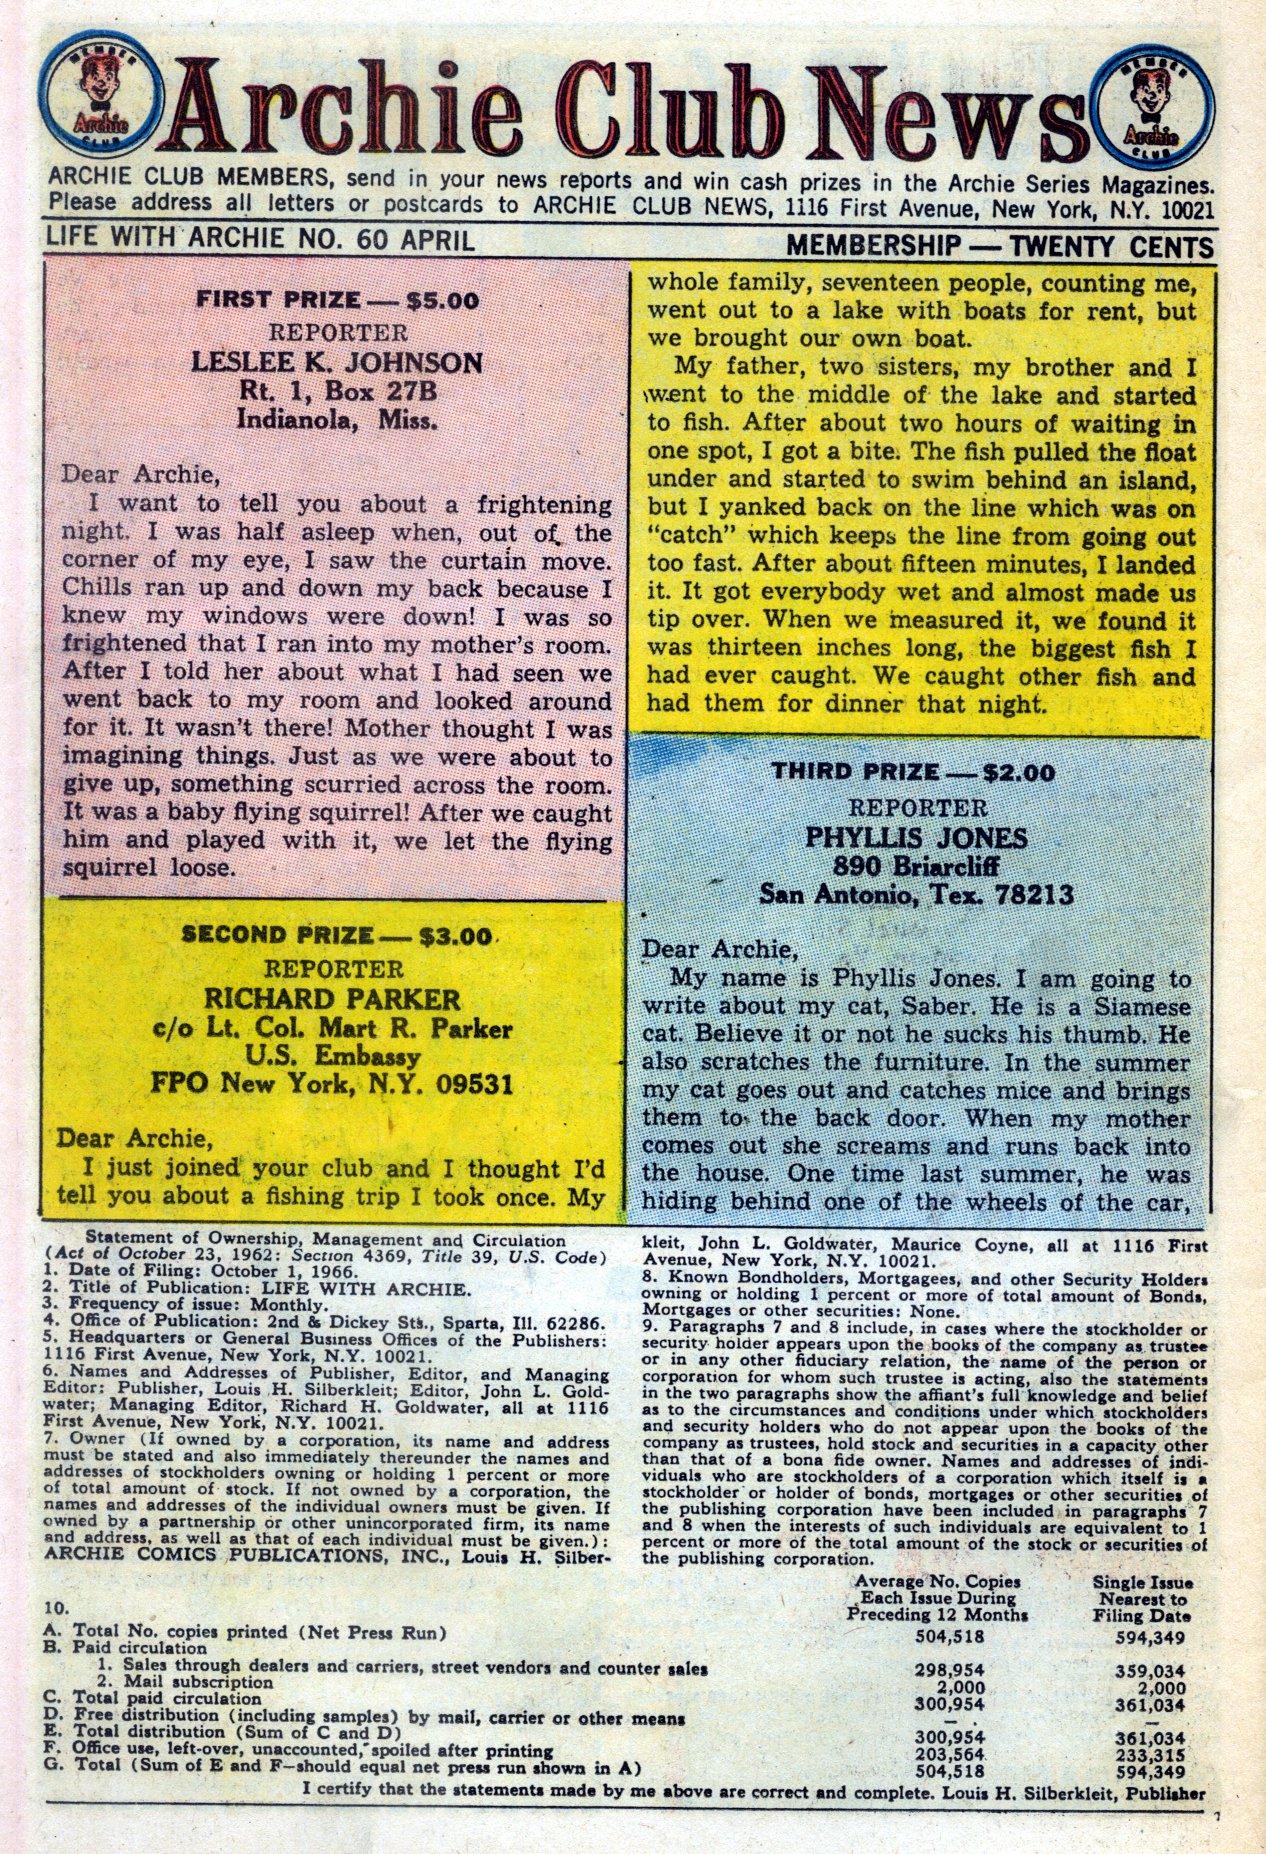 MEMBER
Archie
CLUB
Archie Club News
MEMBER
Archie
CLUB
ARCHIE CLUB MEMBERS, send in your news reports and win cash prizes in the Archie Series Magazines.
Please address all letters or postcards to ARCHIE CLUB NEWS, 1116 First Avenue, New York, N.Y. 10021
LIFE WITH ARCHIE NO. 60 APRIL
MEMBERSHIP — TWENTY CENTS
FIRST PRIZE — $5.00
REPORTER
LESLEE K. JOHNSON
Rt. 1, Box 27B
Indianola, Miss.
Dear Archie,
I want to tell you about a frightening
night. I was half asleep when, out of the
corner of my eye, I saw the curtain move.
Chills ran up and down my back because I
knew my windows were down! I was so
frightened that I ran into my mother's room.
After I told her about what I had seen we
went back to my room and looked around
for it. It wasn't there! Mother thought I was
imagining things. Just as we were about to
give up, something scurried across the room.
It was a baby flying squirrel! After we caught
him and played with it, we let the flying
squirrel loose.
SECOND PRIZE — $3.00
REPORTER
RICHARD PARKER
c/o Lt. Col. Mart R. Parker
U.S. Embassy
FPO New York, N.Y. 09531
Dear Archie,
I just joined your club and I thought I'd
tell you about a fishing trip I took once. My
whole family, seventeen people, counting me,
went out to a lake with boats for rent, but
we brought our own boat.
My father, two sisters, my brother and I
went to the middle of the lake and started
to fish. After about two hours of waiting in
one spot, I got a bite. The fish pulled the float
under and started to swim behind an island,
but I yanked back on the line which was on
"catch" which keeps the line from going out
too fast. After about fifteen minutes, I landed
it. It got everybody wet and almost made us
tip over. When we measured it, we found it
was thirteen inches long, the biggest fish I
had ever caught. We caught other fish and
had them for dinner that night.
THIRD PRIZE — $2.00
REPORTER
PHYLLIS JONES
890 Briarcliff
San Antonio, Tex. 78213
Dear Archie,
My name is Phyllis Jones. I am going to
write about my cat, Saber. He is a Siamese
cat. Believe it or not he sucks his thumb. He
also scratches the furniture. In the summer
my cat goes out and catches mice and brings
them to the back door. When my mother
comes out she screams and runs back into
the house. One time last summer, he was
hiding behind one of the wheels of the car,
Statement of Ownership, Management and Circulation
(Act of October 23, 1962: Section 4369, Title 39, U.S. Code)
1. Date of Filing: October 1, 1966.
2. Title of Publication: LIFE WITH ARCHIE.
3. Frequency of issue: Monthly.
4. Office of Publication: 2nd & Dickey Sts., Sparta, Ill. 62286.
5. Headquarters or General Business Offices of the Publishers:
1116 First Avenue, New York, N.Y. 10021.
6. Names and Addresses of Publisher, Editor, and Managing
Editor: Publisher, Louis H. Silberkleit; Editor, John L. Gold-
water; Managing Editor, Richard H. Goldwater, all at 1116
First Avenue, New York, N.Y. 10021.
7. Owner (If owned by a corporation, its name and address
must be stated and also immediately thereunder the names and
addresses of stockholders owning or holding 1 percent or more
of total amount of stock. If not owned by a corporation, the
names and addresses of the individual owners must be given. If
owned by a partnership or other unincorporated firm, its name
and address, as well as that of each individual must be given.):
ARCHIE COMICS PUBLICATIONS, INC., Louis H. Silber-
kleit, John L. Goldwater, Maurice Coyne, all at 1116 First
Avenue, New York, N.Y. 10021.
8. Known Bondholders, Mortgagees, and other Security Holders
owning or holding 1 percent or more of total amount of Bonds,
Mortgages or other securities: None.
9. Paragraphs 7 and 8 include, in cases where the stockholder or
security holder appears upon the books of the company as trustee
or in any other fiduciary relation, the name of the person or
corporation for whom such trustee is acting, also the statements
in the two paragraphs show the affiant's full knowledge and belief
as to the circumstances and conditions under which stockholders
and security holders who do not appear upon the books of the
company as trustees, hold stock and securities in a capacity other
than that of a bona fide owner. Names and addresses of indi-
viduals who are stockholders of a corporation which itself is a
stockholder or holder of bonds, mortgages or other securities of
the publishing corporation have been included in paragraphs 7
and 8 when the interests of such individuals are equivalent to 1
percent or more of the total amount of the stock or securities of
the publishing corporation.
Average No. Copies Single Issue
Each Issue During Nearest to
10. Preceding 12 Months Filing Date
A. Total No. copies printed (Net Press Run) 504,518 594,349
B. Paid circulation
1. Sales through dealers and carriers, street vendors and counter sales 298,954 359,034
2. Mail subscription 2,000 2,000
C. Total paid circulation 300,954 361,034
D. Free distribution (including samples) by mail, carrier or other means — —
E. Total distribution (Sum of C and D) 300,954 361,034
F. Office use, left-over, unaccounted, spoiled after printing 203,564 233,315
G. Total (Sum of E and F—should equal net press run shown in A) 504,518 594,349
I certify that the statements made by me above are correct and complete. Louis H. Silberkleit, Publisher